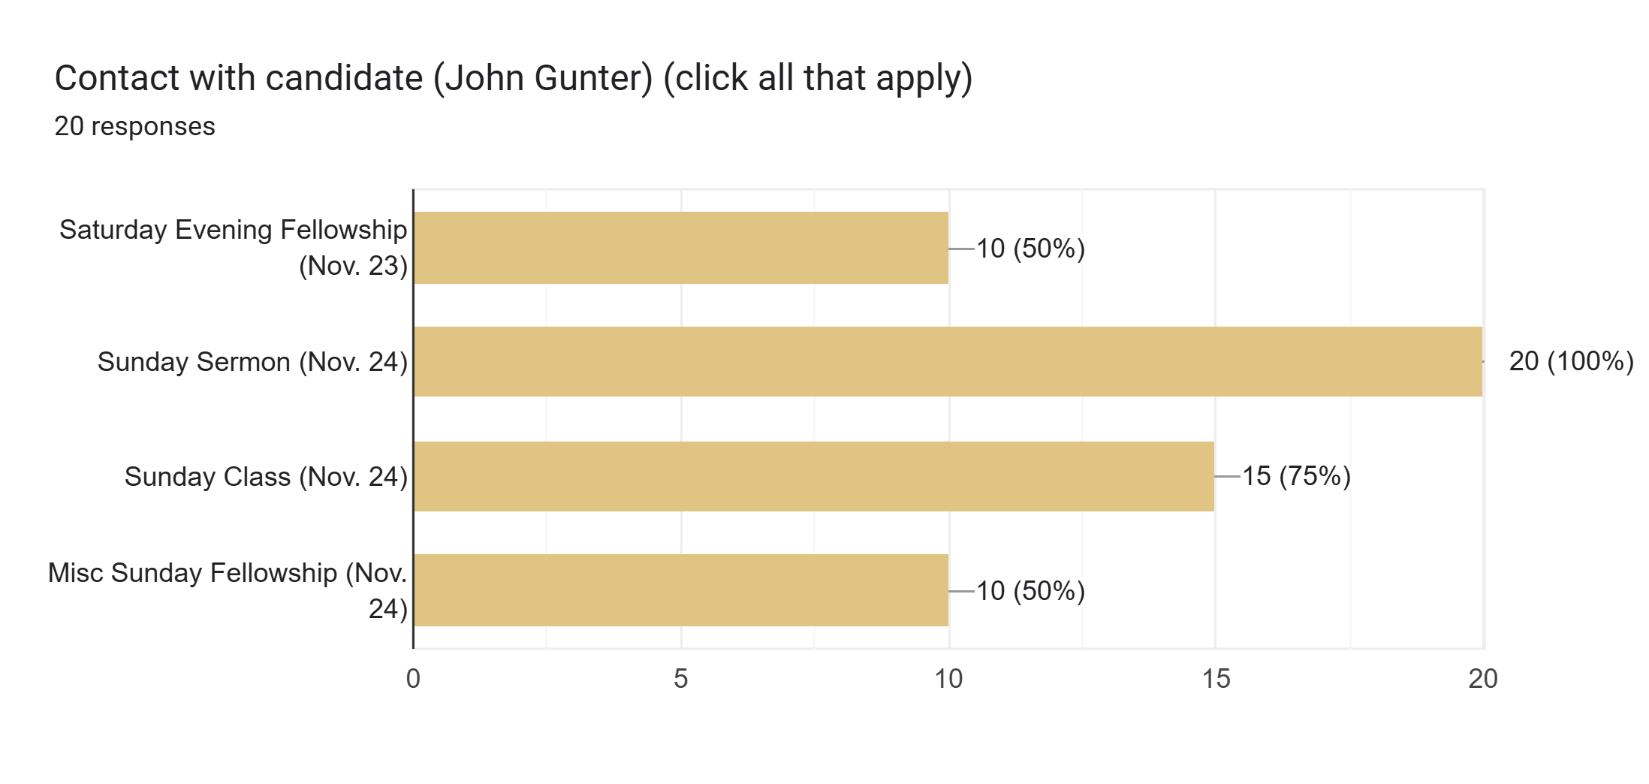 Contact with candidate (John Gunter) (click all that apply)
20 responses
Saturday Evening Fellowship
(Nov. 23)
10 (50%)
Sunday Sermon (Nov. 24)
20 (100%)
Sunday Class (Nov. 24)
15 (75%)
Misc Sunday Fellowship (Nov.
24)
10 (50%)
0 5 10 15 20